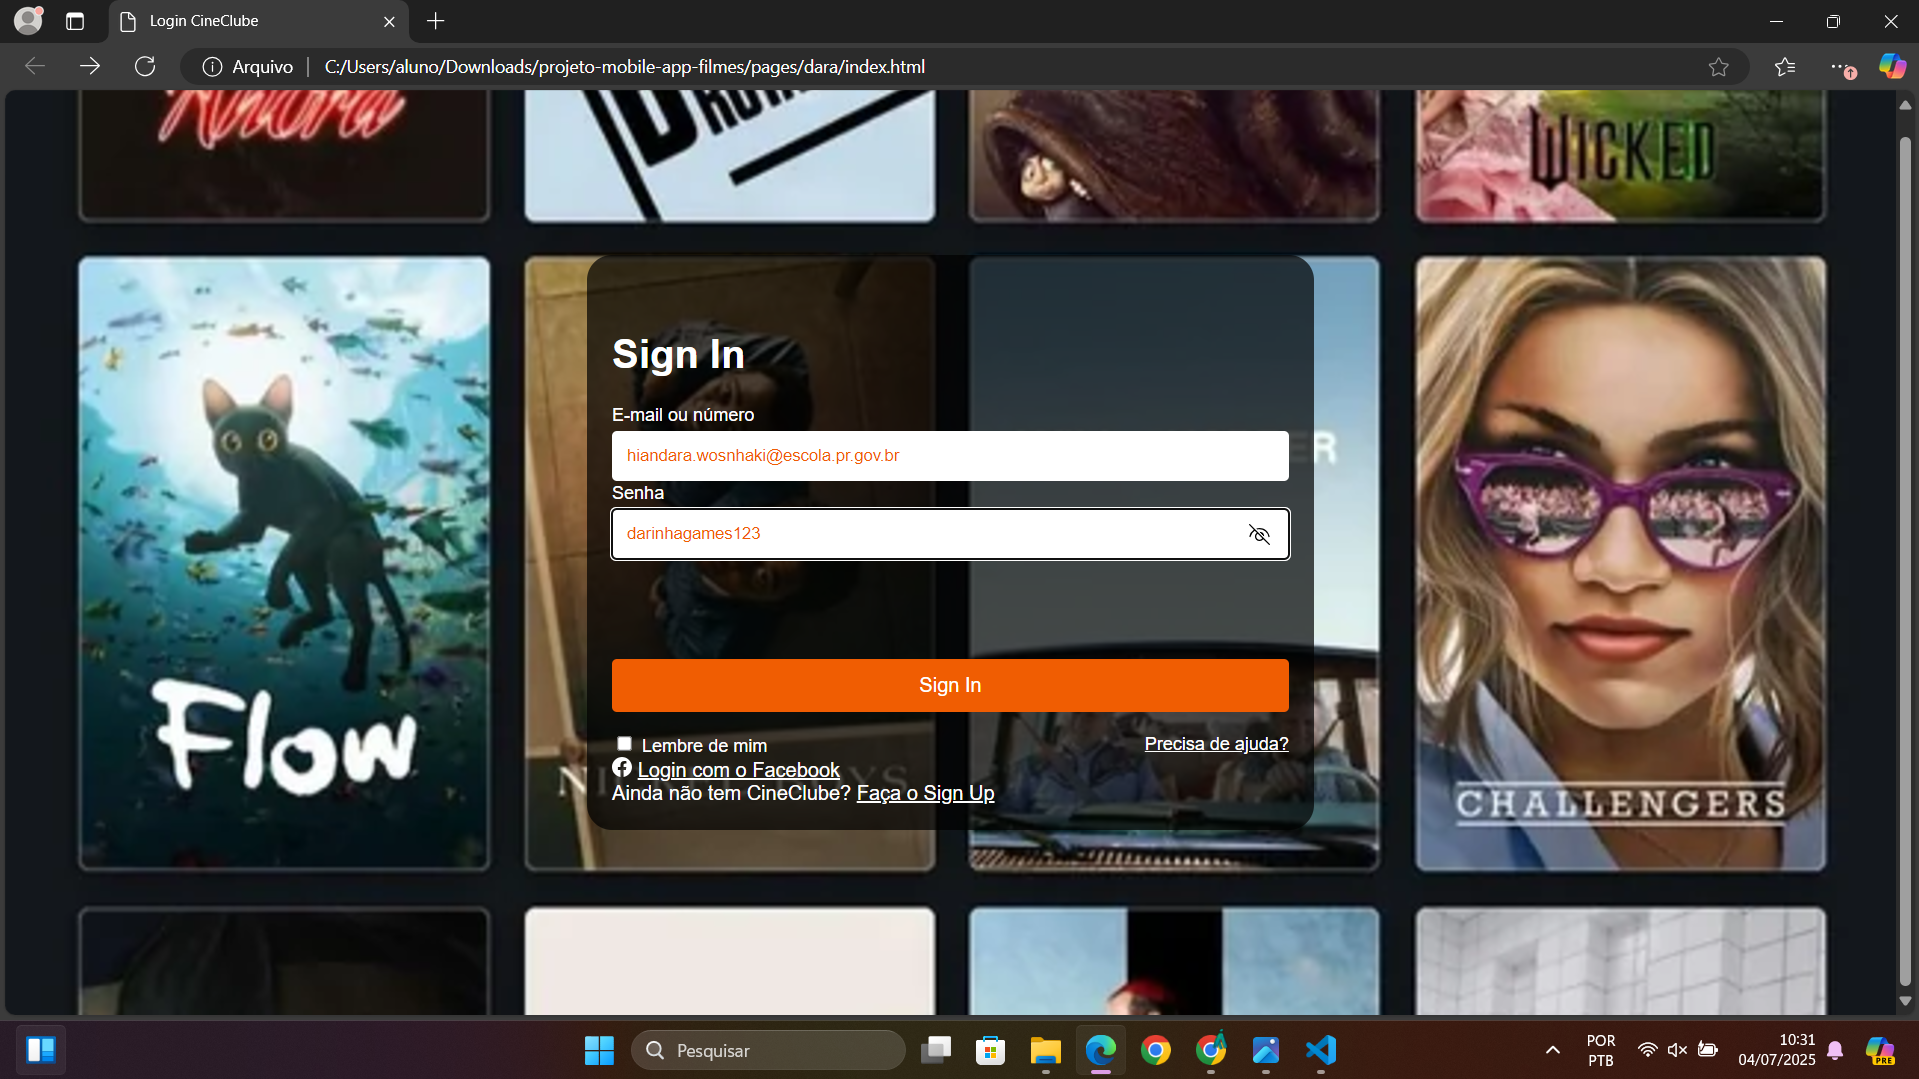 Login CineClube
Arquivo
C:/Users/aluno/Downloads/projeto-mobile-app-filmes/pages/dara/index.html
WICKED
Sign In
E-mail ou número
hiandara.wosnhaki@escola.pr.gov.br
Senha
darinhagames123
Sign In
Lembre de mim
Precisa de ajuda?
Login com o Facebook
Ainda não tem CineClube? Faça o Sign Up
Flow
CHALLENGERS
Pesquisar
POR
PTB
10:31
04/07/2025
PRE